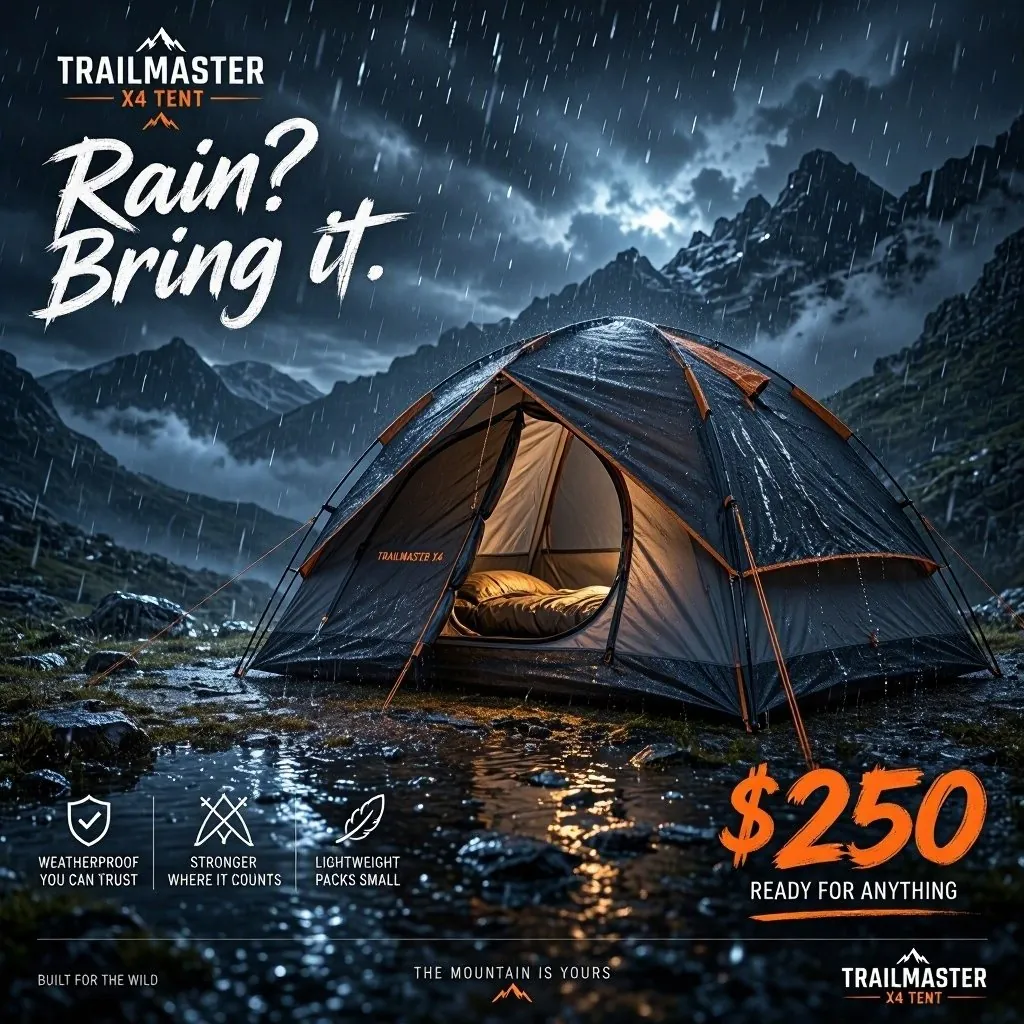 TRAILMASTER
X4 TENT
Rain?
Bring it.
TRAILMASTER X4
WEATHERPROOF
YOU CAN TRUST
STRONGER
WHERE IT COUNTS
LIGHTWEIGHT
PACKS SMALL
$250
READY FOR ANYTHING
BUILT FOR THE WILD
THE MOUNTAIN IS YOURS
TRAILMASTER
X4 TENT